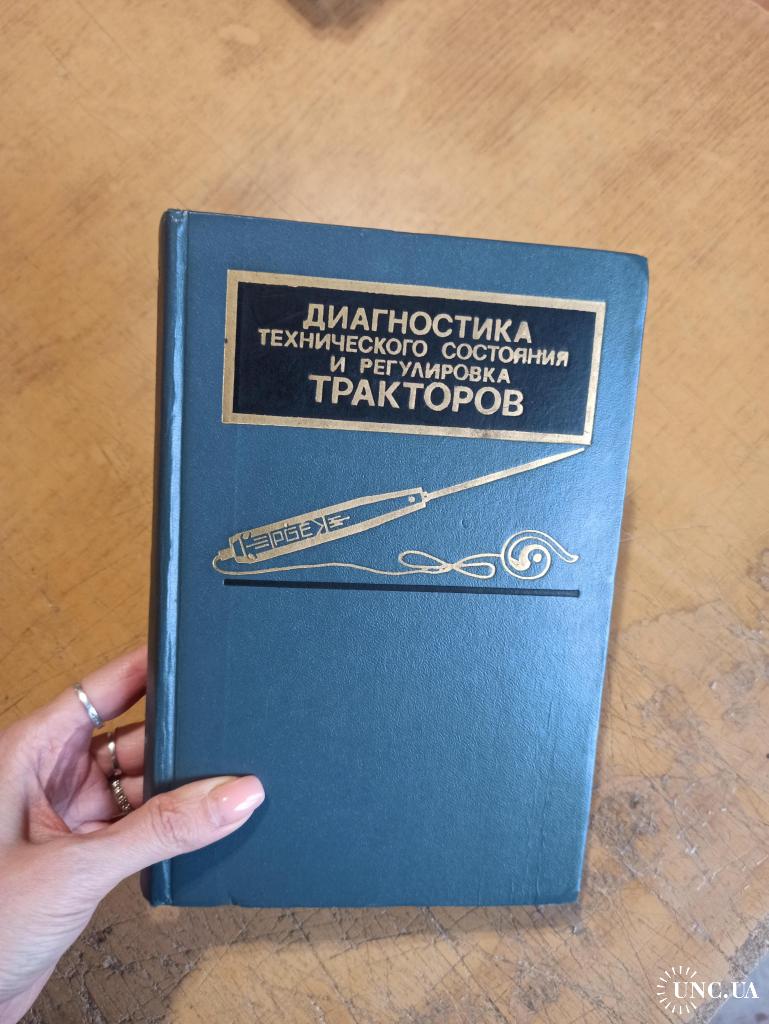 ДИАГНОСТИКА
ТЕХНИЧЕСКОГО СОСТОЯНИЯ
И РЕГУЛИРОВКА
ТРАКТОРОВ
UNC.UA